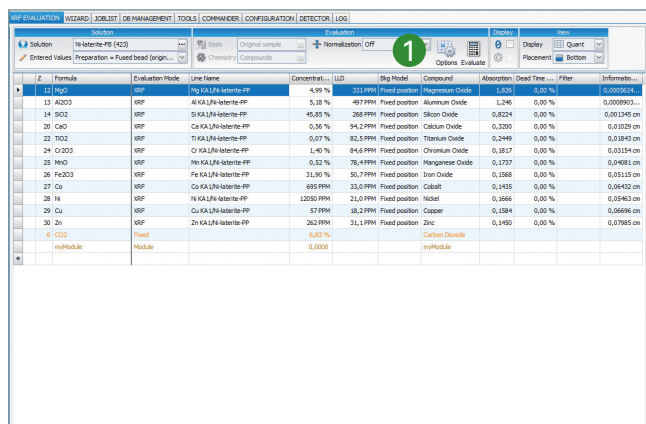 XRF EVALUATION WIZARD JOBLIST DB MANAGEMENT TOOLS COMMANDER CONFIGURATION DETECTOR LOG
Solution Evaluation Display View
Solution Ni-laterite-FB (423) ... Basis Original sample ... Normalization Off 1 0 Display Quant
Entered Values Preparation = Fused bead (origin... Chemistry Compounds ... Options Evaluate Placement Bottom
Z Formula Evaluation Mode Line Name Concentrat... LLD Bkg Model Compound Absorption Dead Time ... Filter Informatio...
12 MgO XRF Mg KA1/Ni-laterite-PP 4,99 % 331 PPM Fixed position Magnesium Oxide 1,826 0,00 % 0,0005624...
13 Al2O3 XRF Al KA1/Ni-laterite-PP 5,18 % 497 PPM Fixed position Aluminum Oxide 1,246 0,00 % 0,0008903...
14 SiO2 XRF Si KA1/Ni-laterite-PP 45,85 % 268 PPM Fixed position Silicon Oxide 0,8224 0,00 % 0,001345 cm
20 CaO XRF Ca KA1/Ni-laterite-PP 0,56 % 94,2 PPM Fixed position Calcium Oxide 0,3200 0,00 % 0,01029 cm
22 TiO2 XRF Ti KA1/Ni-laterite-PP 0,07 % 82,5 PPM Fixed position Titanium Oxide 0,2449 0,00 % 0,01843 cm
24 Cr2O3 XRF Cr KA1/Ni-laterite-PP 1,40 % 84,6 PPM Fixed position Chromium Oxide 0,1817 0,00 % 0,03154 cm
25 MnO XRF Mn KA1/Ni-laterite-PP 0,52 % 78,4 PPM Fixed position Manganese Oxide 0,1737 0,00 % 0,04081 cm
26 Fe2O3 XRF Fe KA1/Ni-laterite-PP 31,90 % 50,7 PPM Fixed position Iron Oxide 0,1568 0,00 % 0,05115 cm
27 Co XRF Co KA1/Ni-laterite-PP 695 PPM 33,0 PPM Fixed position Cobalt 0,1435 0,00 % 0,06432 cm
28 Ni XRF Ni KA1/Ni-laterite-PP 12050 PPM 21,0 PPM Fixed position Nickel 0,1666 0,00 % 0,05463 cm
29 Cu XRF Cu KA1/Ni-laterite-PP 57 PPM 18,2 PPM Fixed position Copper 0,1584 0,00 % 0,06696 cm
30 Zn XRF Zn KA1/Ni-laterite-PP 262 PPM 31,1 PPM Fixed position Zinc 0,1450 0,00 % 0,07985 cm
6 CO2 Fixed 6,83 % Carbon Dioxide
myModule Module 0,0000 myModule